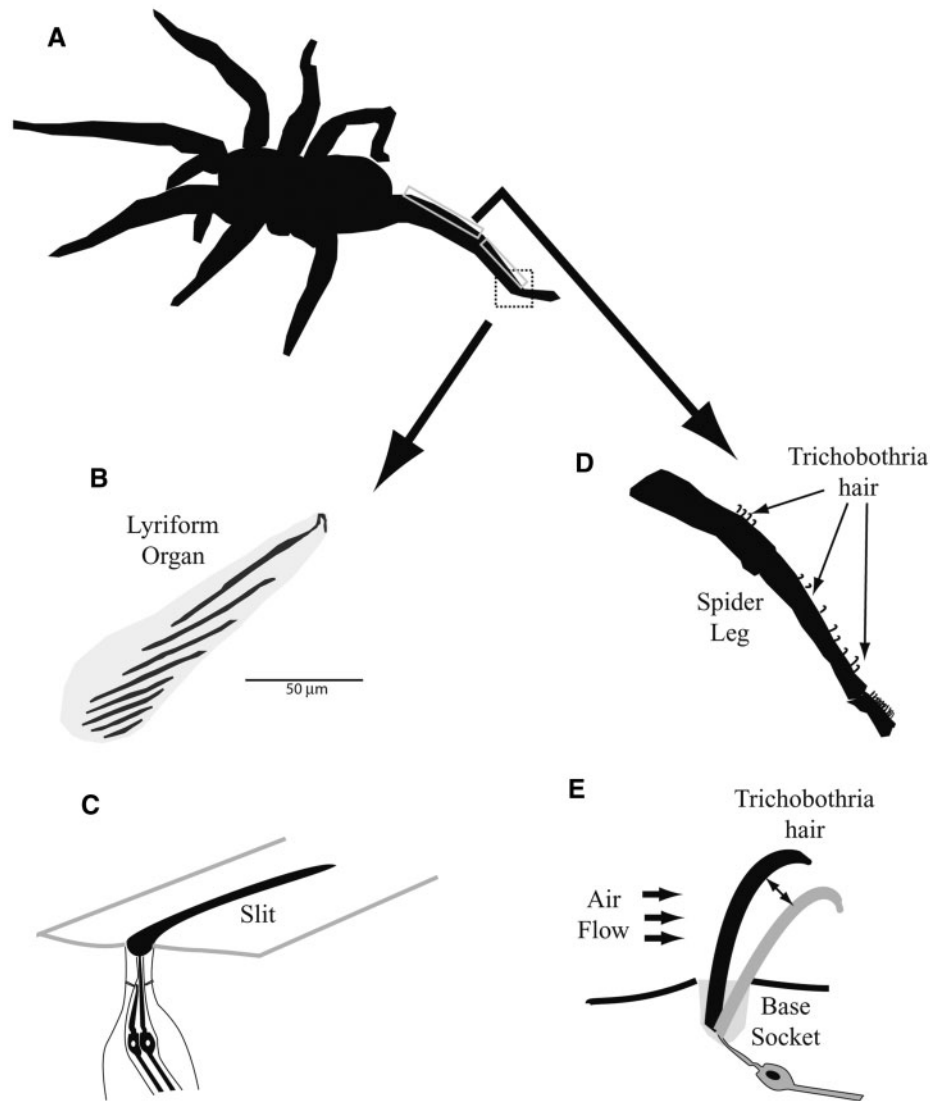 A
B
Lyriform
Organ
50 μm
D
Trichobothria
hair
Spider
Leg
C
Slit
E
Trichobothria
hair
Air
Flow
Base
Socket